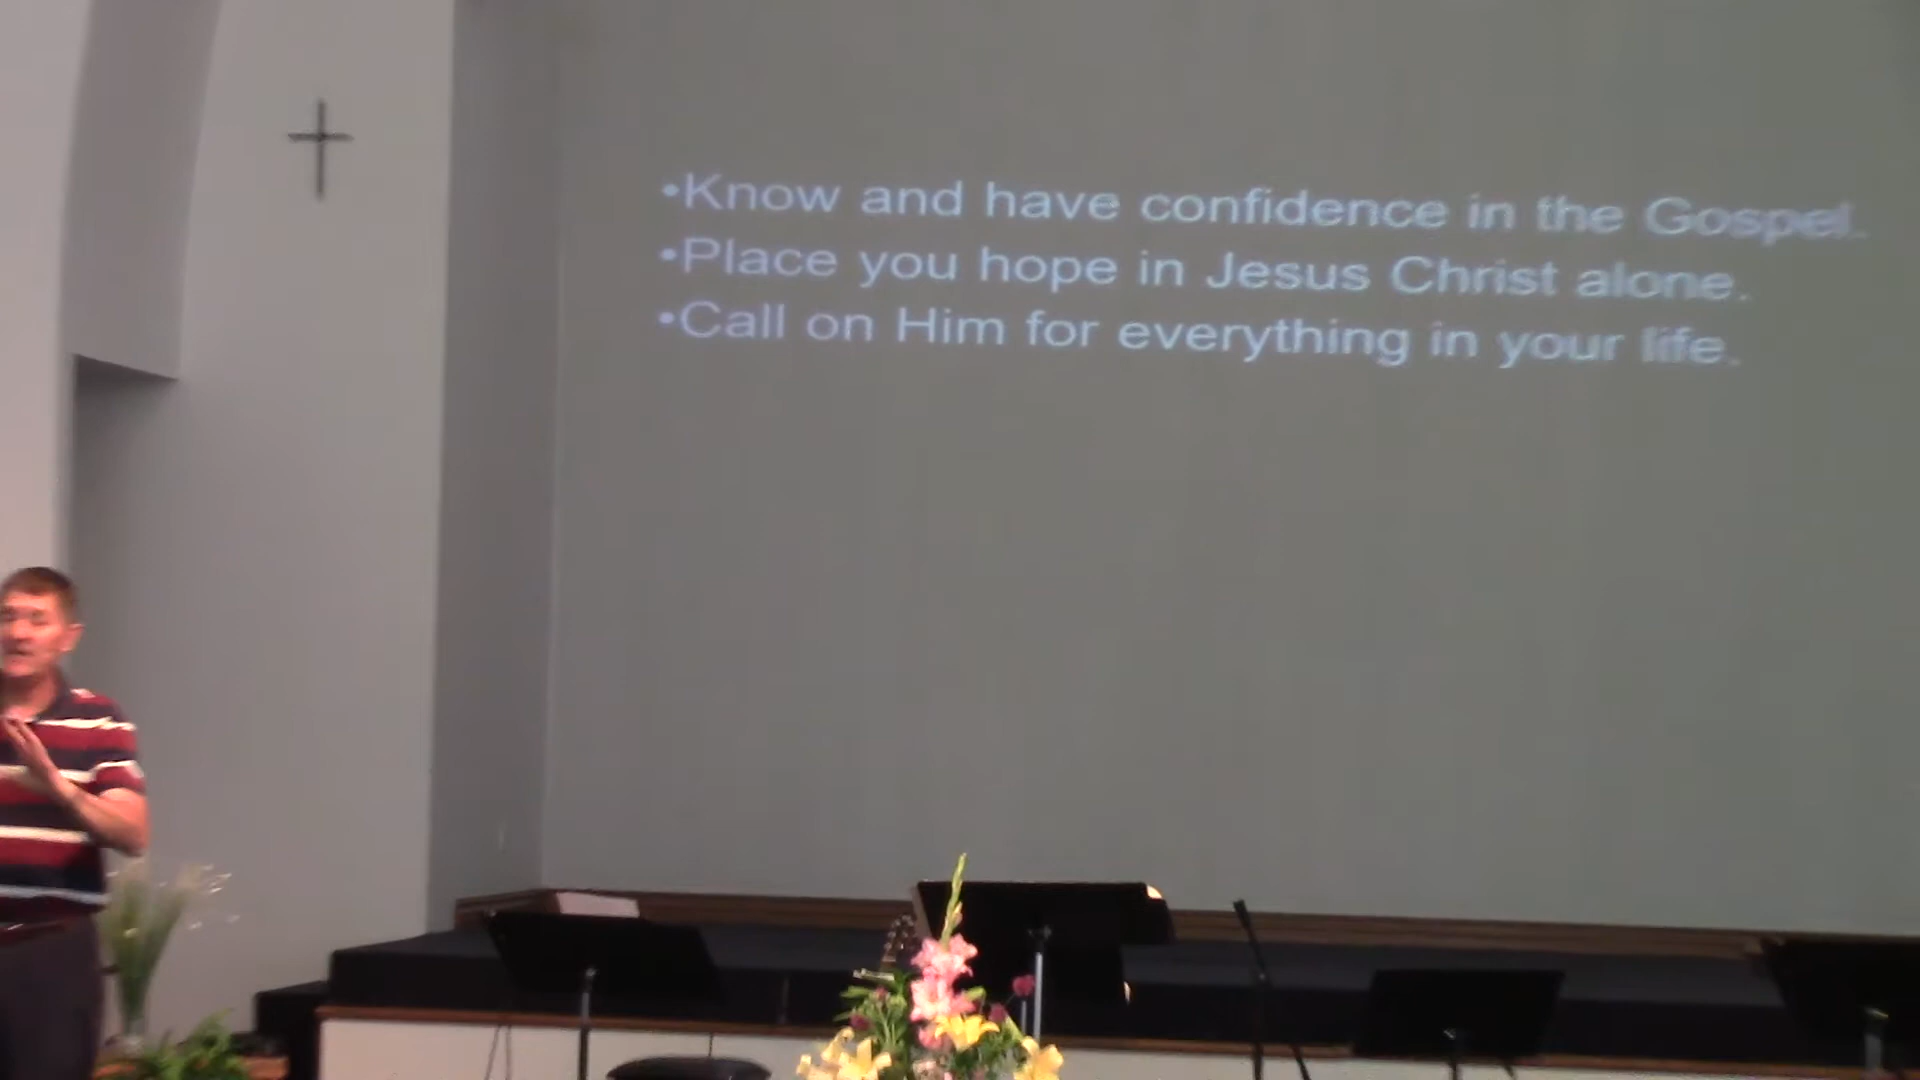 •Know and have confidence in the Gospel.
•Place you hope in Jesus Christ alone.
•Call on Him for everything in your life.